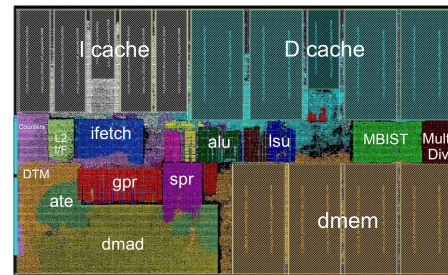 I cache
D cache
Counters
L2
I/F
ifetch
alu
lsu
MBIST
Mult
Div
DTM
ate
gpr
spr
dmad
dmem